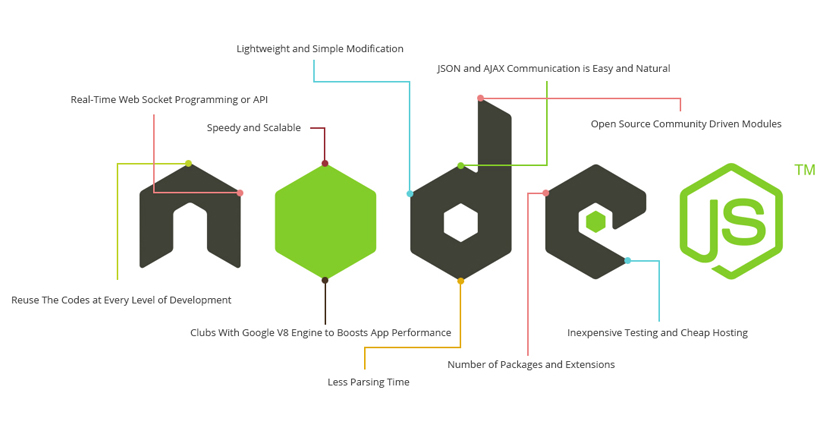 Lightweight and Simple Modification
JSON and AJAX Communication is Easy and Natural
Real-Time Web Socket Programming or API
Speedy and Scalable
Open Source Community Driven Modules
node JS TM
Reuse The Codes at Every Level of Development
Clubs With Google V8 Engine to Boosts App Performance
Inexpensive Testing and Cheap Hosting
Number of Packages and Extensions
Less Parsing Time